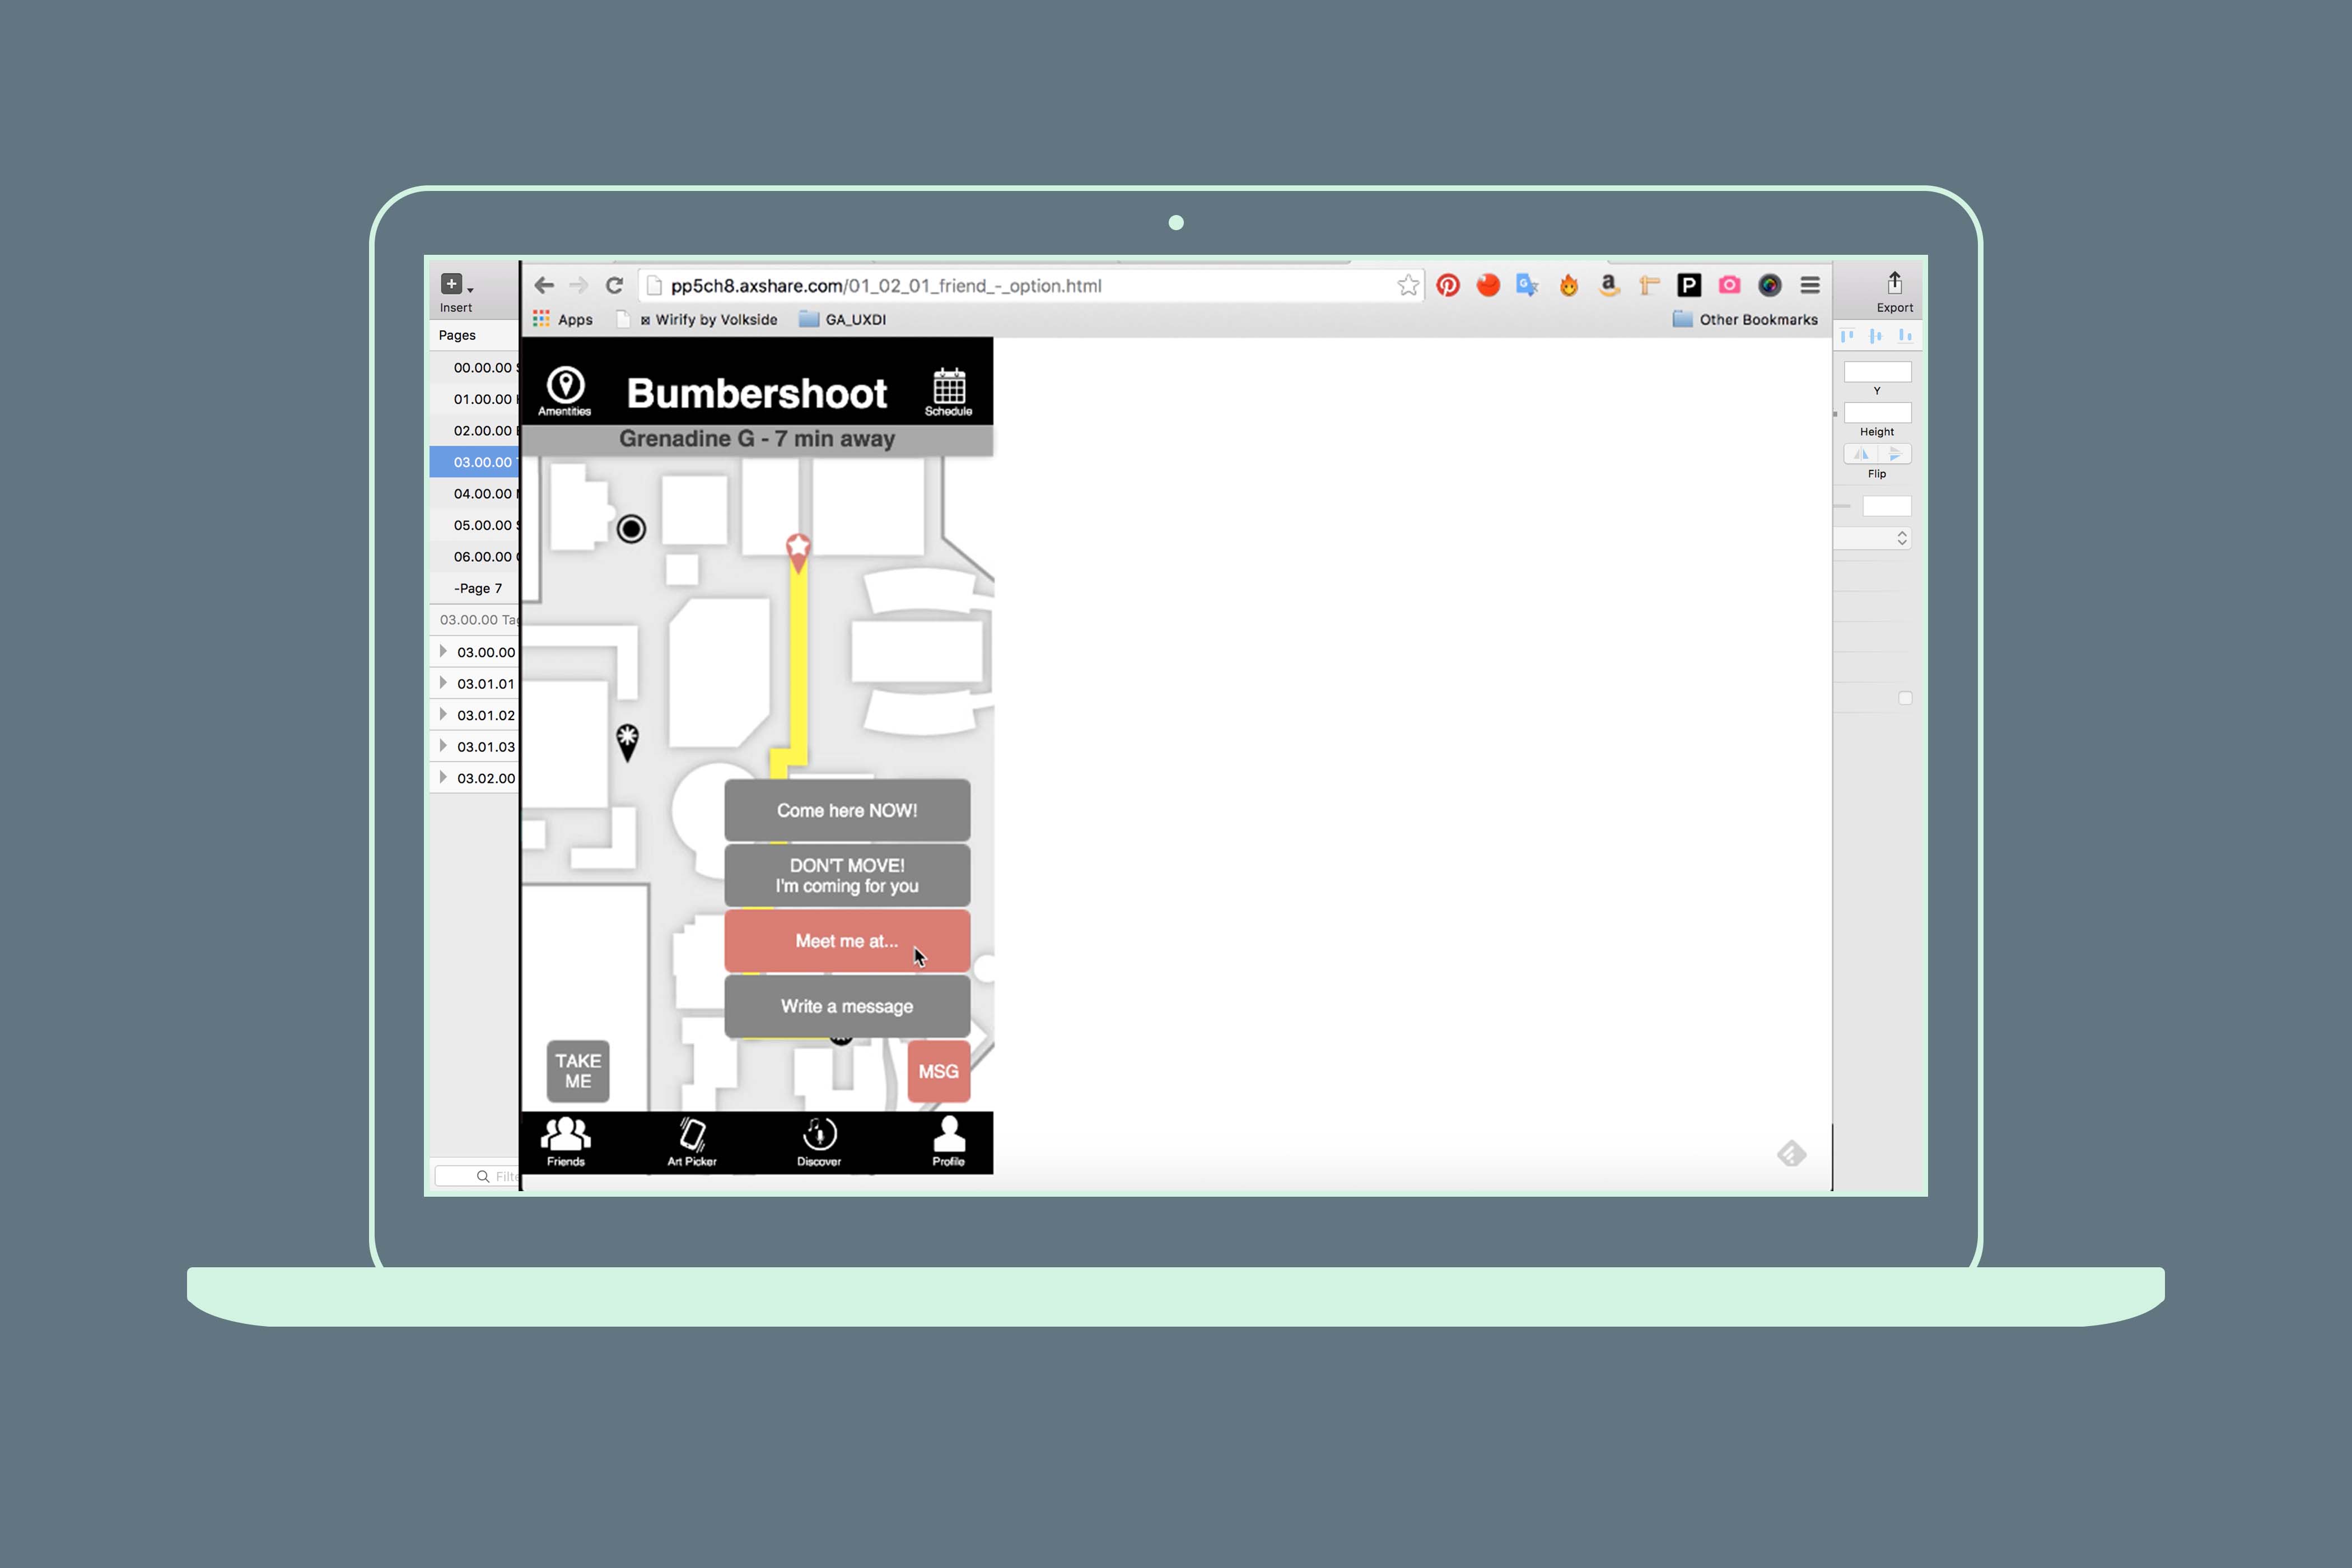 Insert
pp5ch8.axshare.com/01_02_01_friend_-_option.html
Export
Apps
Wirify by Volkside
GA_UXDI
Other Bookmarks
Pages
00.00.00
01.00.00
02.00.00
03.00.00
04.00.00
05.00.00
06.00.00
-Page 7
03.00.00 Tag
03.00.00
03.01.01
03.01.02
03.01.03
03.02.00
Filte
Amentities
Bumbershoot
Schedule
Grenadine G - 7 min away
Come here NOW!
DON'T MOVE!
I'm coming for you
Meet me at...
Write a message
TAKE
ME
MSG
Friends
Art Picker
Discover
Profile
Y
Height
Flip